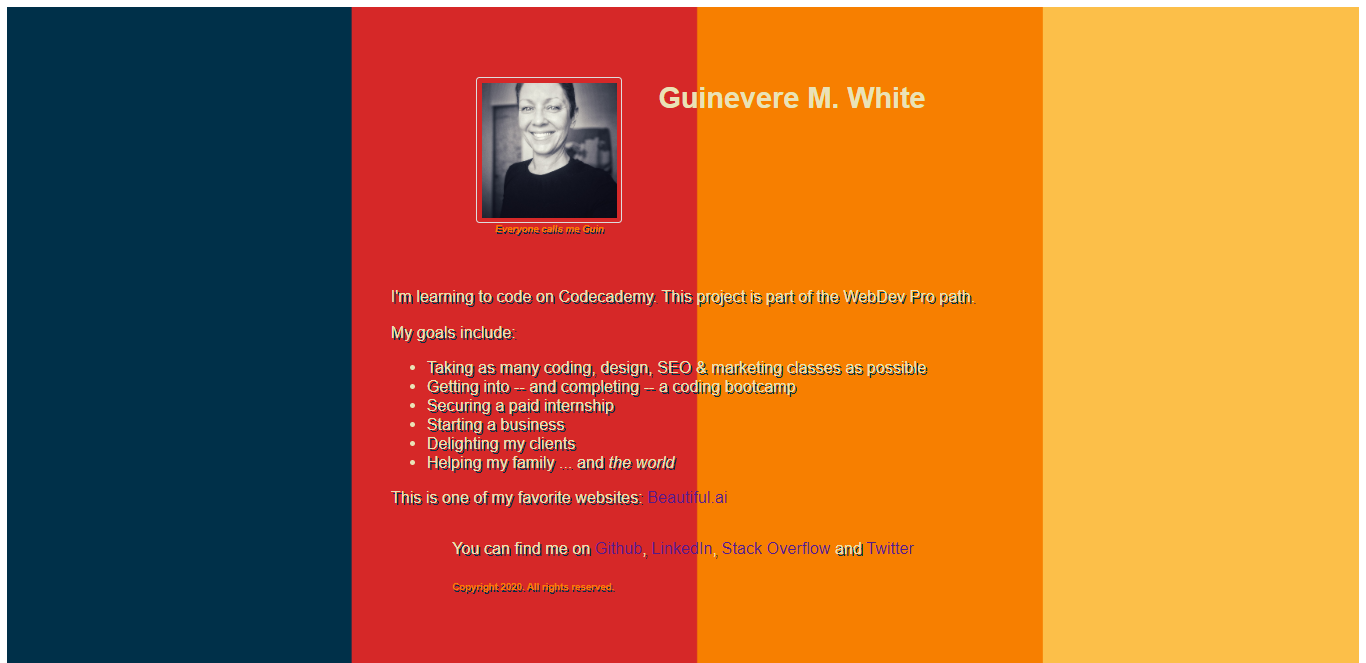 Guinevere M. White
Everyone calls me Guin
I'm learning to code on Codecademy. This project is part of the WebDev Pro path.
My goals include:
• Taking as many coding, design, SEO & marketing classes as possible
• Getting into -- and completing -- a coding bootcamp
• Securing a paid internship
• Starting a business
• Delighting my clients
• Helping my family ... and the world
This is one of my favorite websites: Beautiful.ai
You can find me on Github, LinkedIn, Stack Overflow and Twitter
Copyright 2020. All rights reserved.